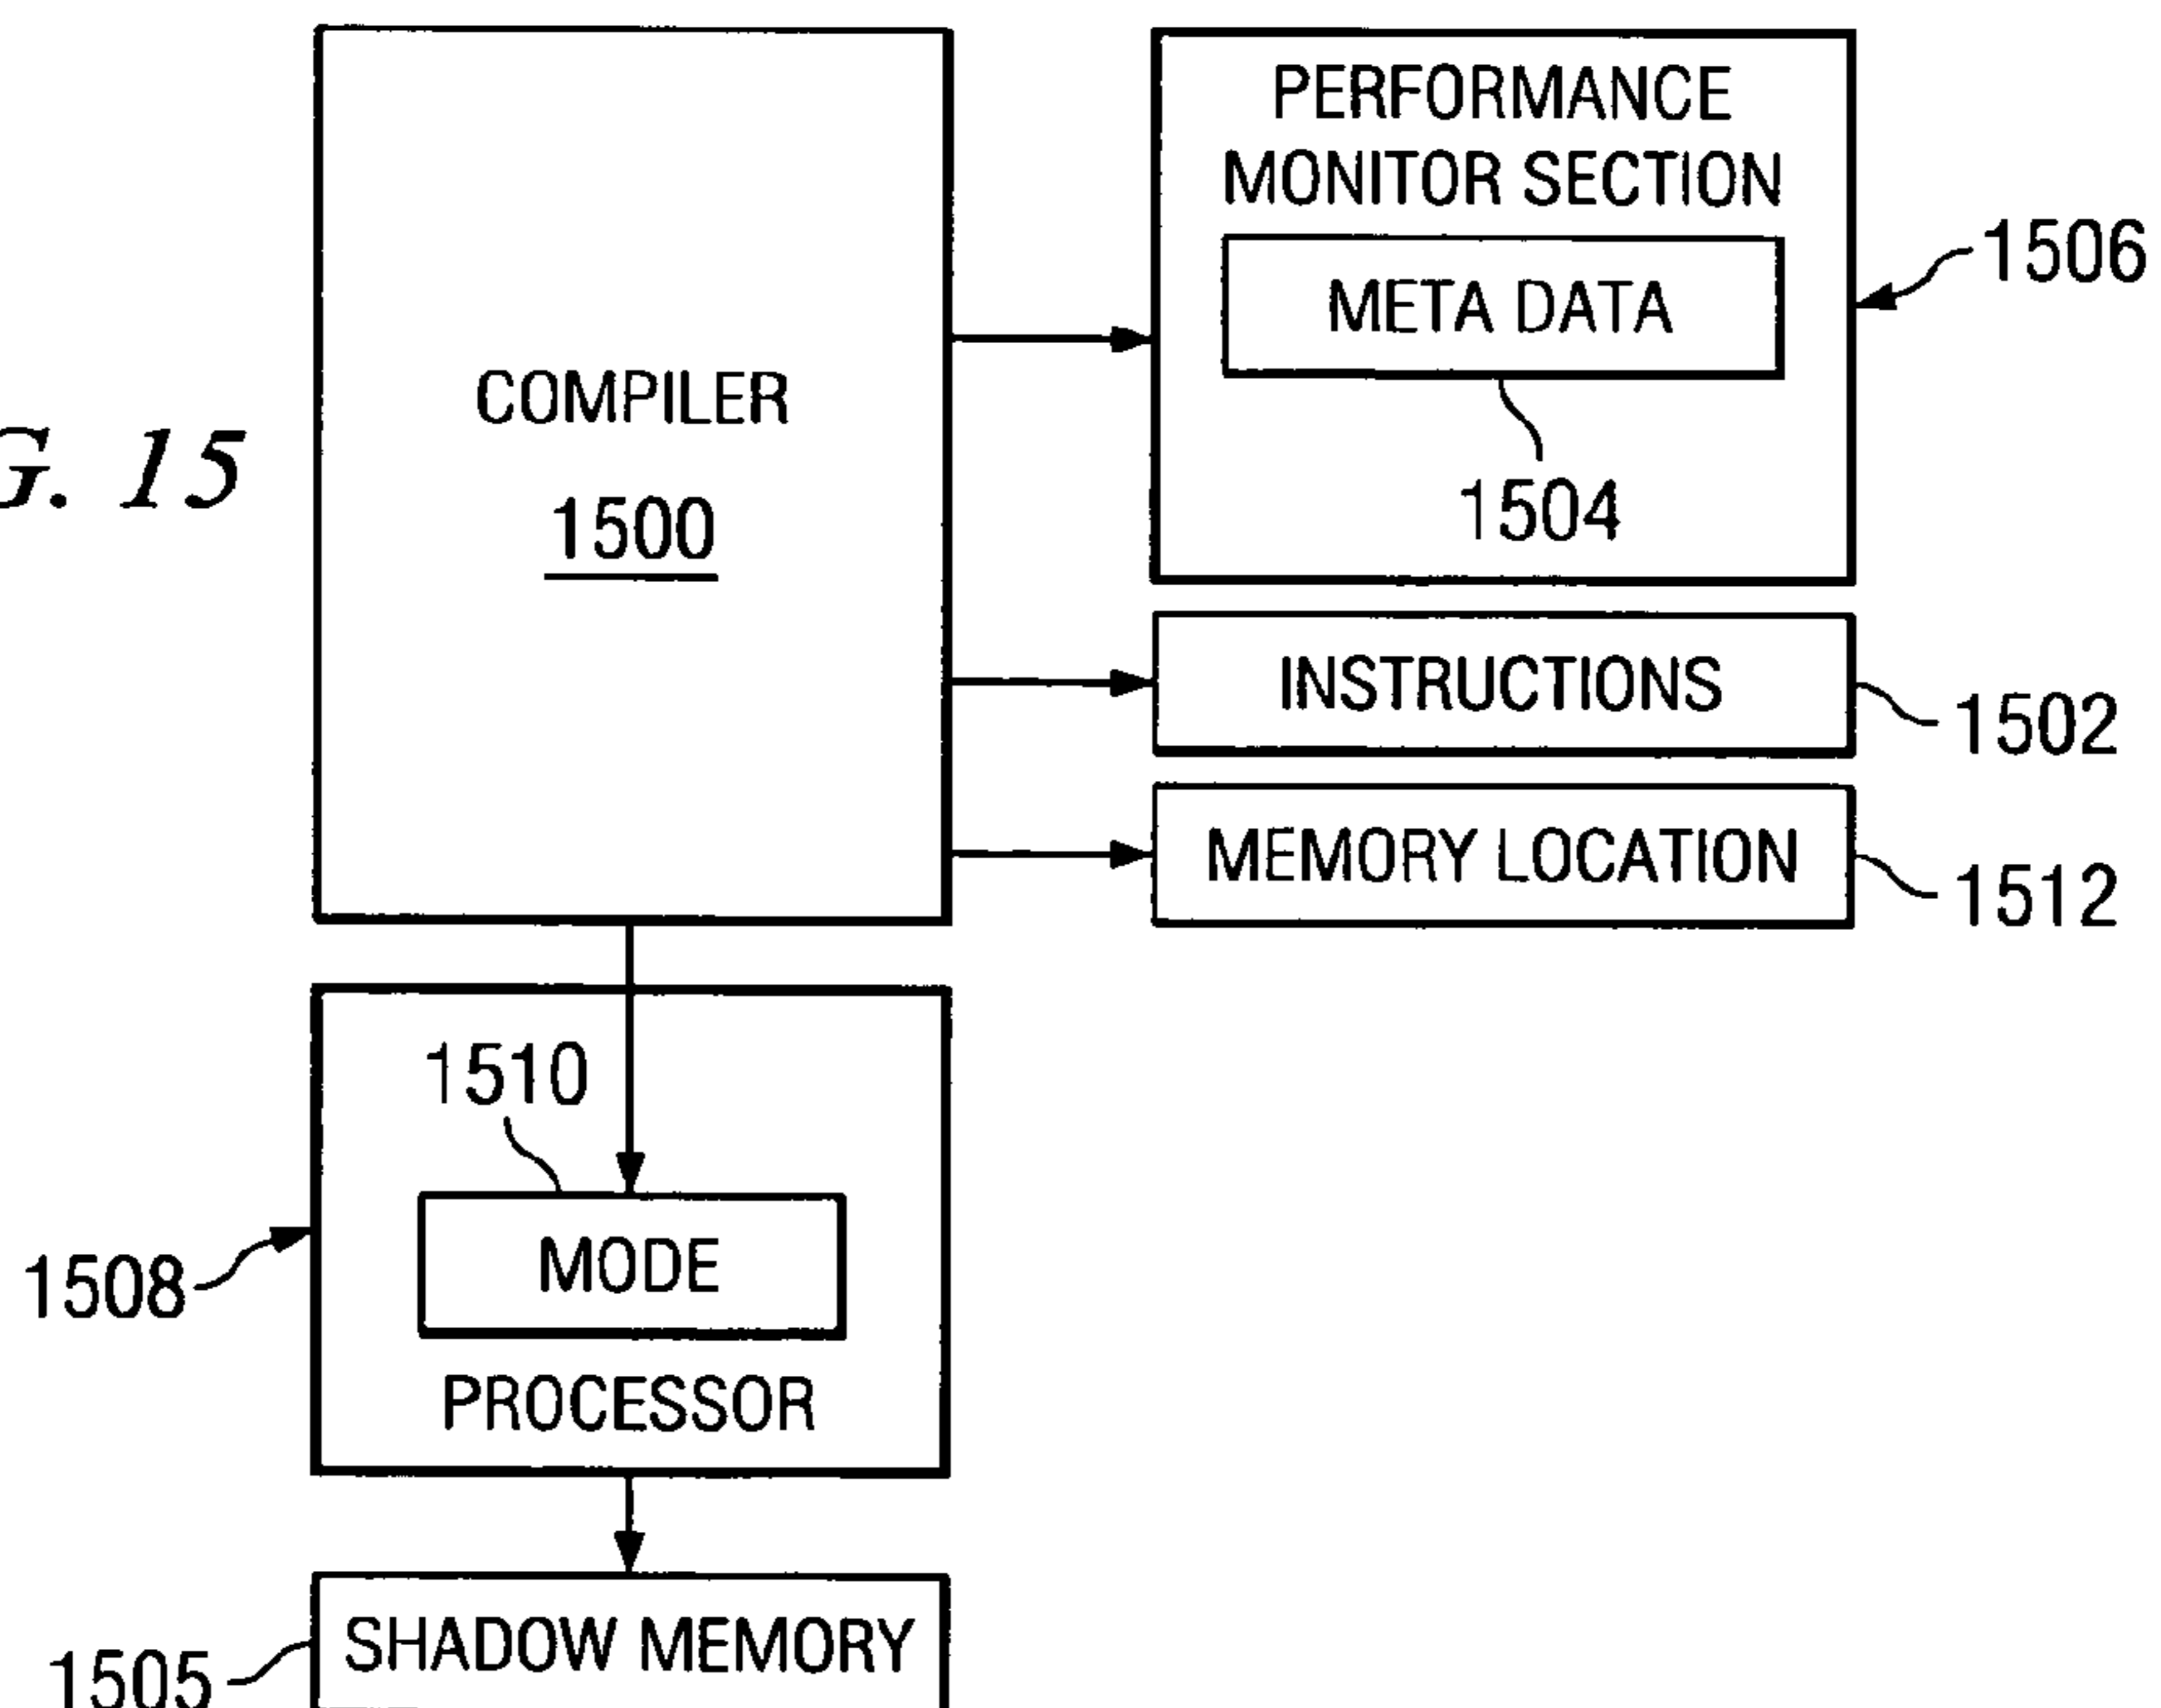 PERFORMANCE
MONITOR SECTION
1506
META DATA
COMPILER
G. 15
1504
1500
INSTRUCTIONS
1502
MEMORY LOCATION
1512
1510
MODE
1508
PROCESSOR
SHADOW MEMORY
1505